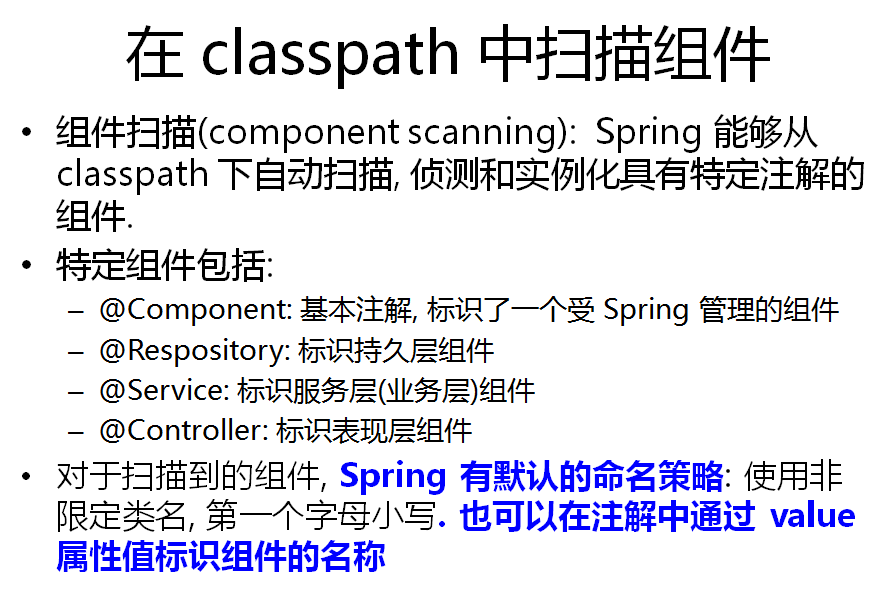 在 classpath 中扫描组件
• 组件扫描(component scanning): Spring 能够从
classpath 下自动扫描, 侦测和实例化具有特定注解的
组件.
• 特定组件包括:
– @Component: 基本注解, 标识了一个受 Spring 管理的组件
– @Respository: 标识持久层组件
– @Service: 标识服务层(业务层)组件
– @Controller: 标识表现层组件
• 对于扫描到的组件, Spring 有默认的命名策略: 使用非
限定类名, 第一个字母小写. 也可以在注解中通过 value
属性值标识组件的名称